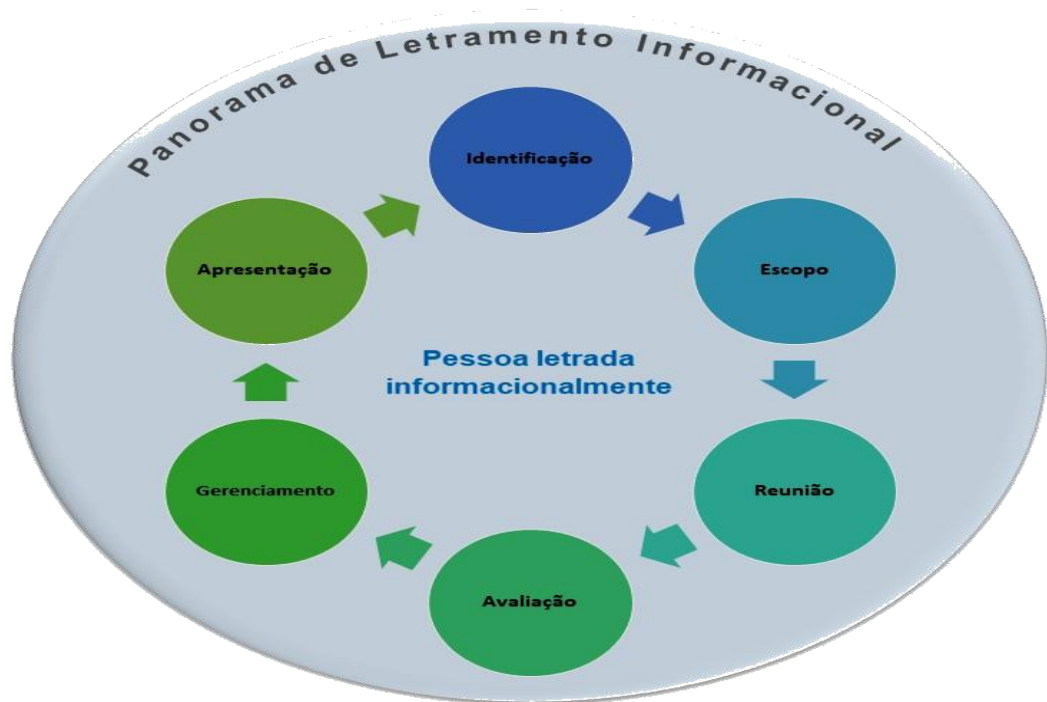 Panorama de Letramento Informacional
Identificação
Escopo
Reunião
Avaliação
Gerenciamento
Apresentação
Pessoa letrada
informacionalmente